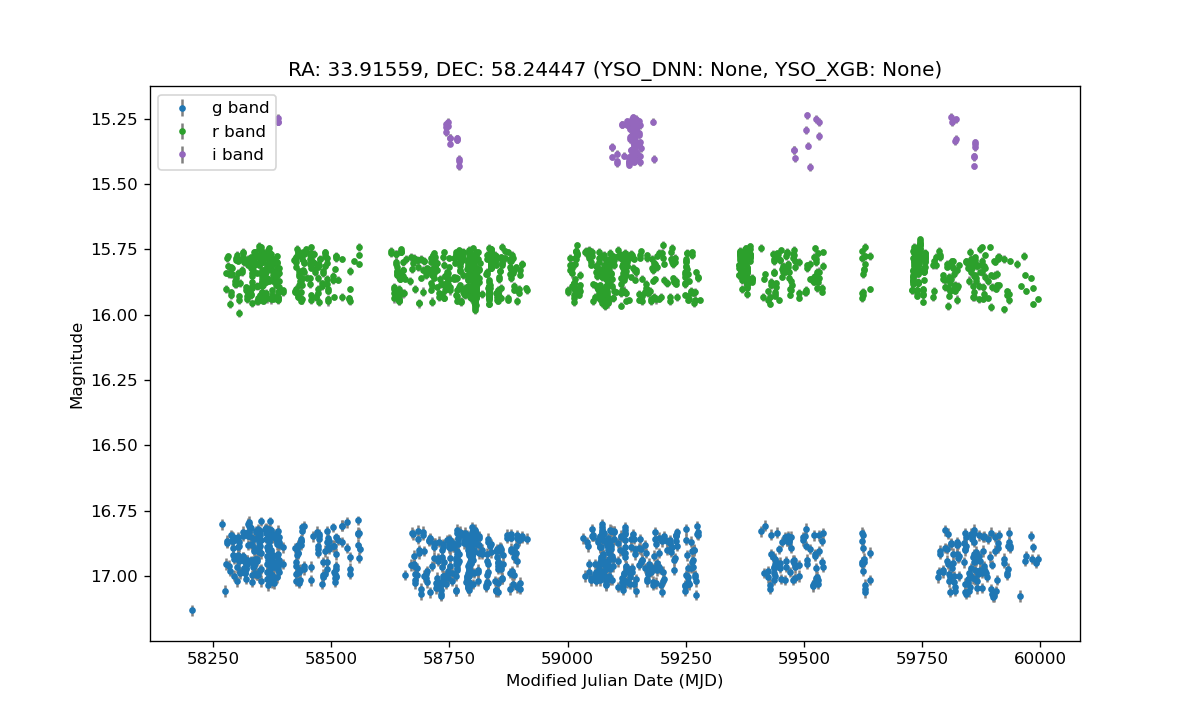 RA: 33.91559, DEC: 58.24447 (YSO_DNN: None, YSO_XGB: None)
g band
r band
i band
15.25
15.50
15.75
16.00
16.25
16.50
16.75
17.00
Magnitude
58250 58500 58750 59000 59250 59500 59750 60000
Modified Julian Date (MJD)